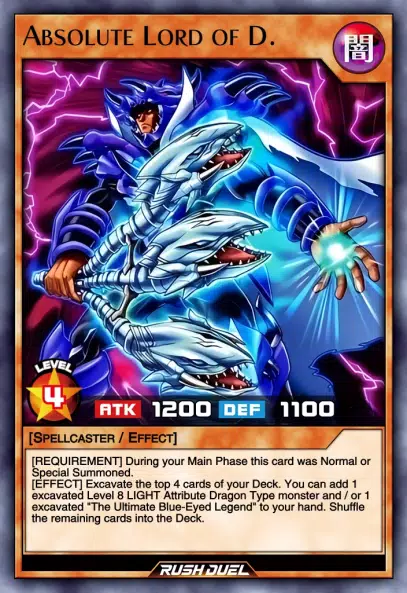 ABSOLUTE LORD OF D.
闇
LEVEL
4
ATK 1200 DEF 1100
[SPELLCASTER / EFFECT]
[REQUIREMENT] During your Main Phase this card was Normal or
Special Summoned.
[EFFECT] Excavate the top 4 cards of your Deck. You can add 1
excavated Level 8 LIGHT Attribute Dragon Type monster and / or 1
excavated "The Ultimate Blue-Eyed Legend" to your hand. Shuffle
the remaining cards into the Deck.
RUSH DUEL